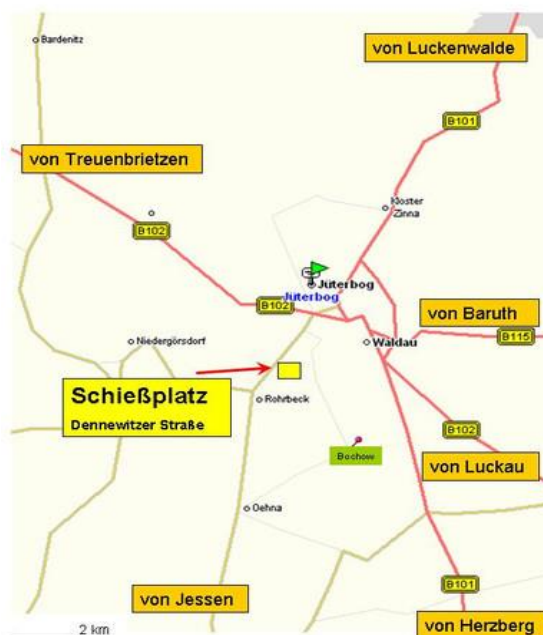 Bardenitz
von Luckenwalde
B101
von Treuenbrietzen
Kloster
Zinna
B102
Jüterbog
Jüterbog
B102
von Baruth
B115
Niedergörsdorf
Waldau
Schießplatz
Dennewitzer Straße
Rohrbeck
B102
Bochow
von Luckau
Oehna
B101
von Jessen
von Herzberg
2 km